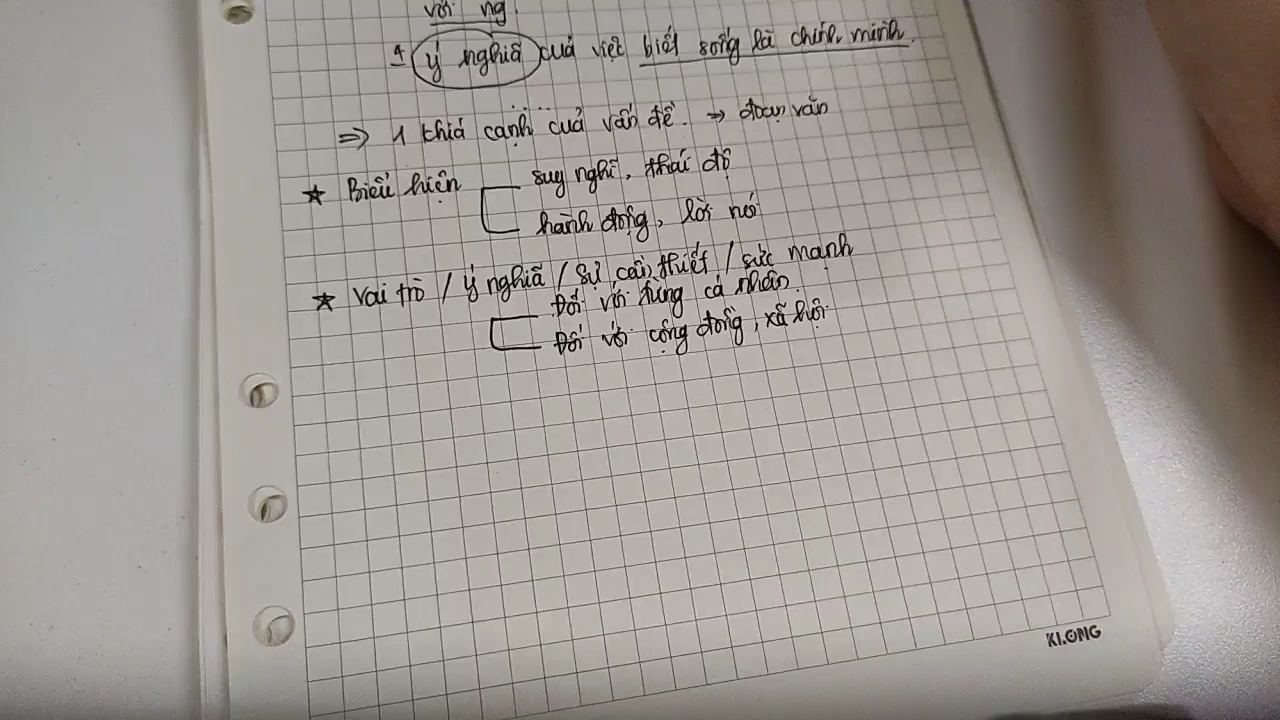 với ng
4 ý nghĩa của việc biết sống là chính mình.
⇒ 1 khía cạnh của vấn đề. → đoạn văn
★ Biểu hiện
suy nghĩ, thái độ
hành động, lời nói
★ Vai trò / ý nghĩa / sự cần thiết / sức mạnh
Đối với từng cá nhân.
Đối với cộng đồng, xã hội
KLONG